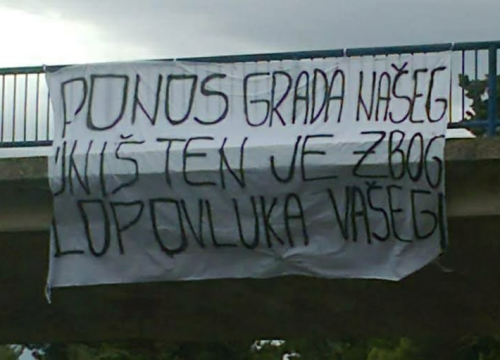 PONOS GRADA NAŠEG
UNIŠTEN JE ZBOG
LOPOVLUKA VAŠEG!